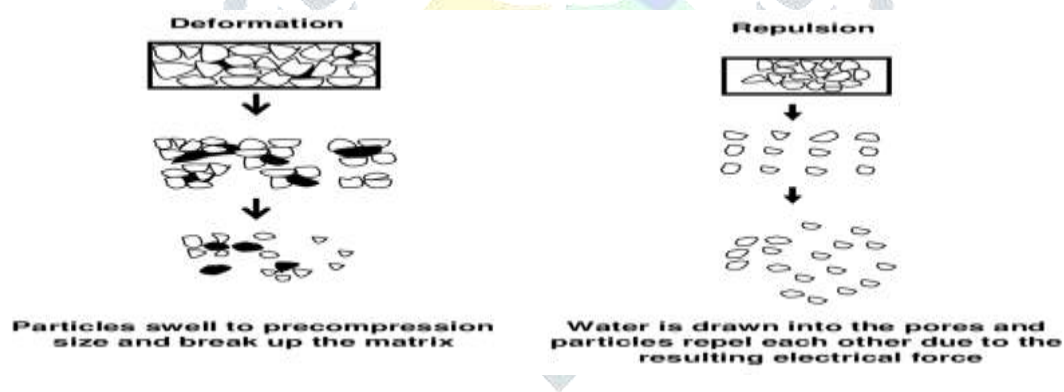 Deformation
Particles swell to precompression
size and break up the matrix
Repulsion
Water is drawn into the pores and
particles repel each other due to the
resulting electrical force